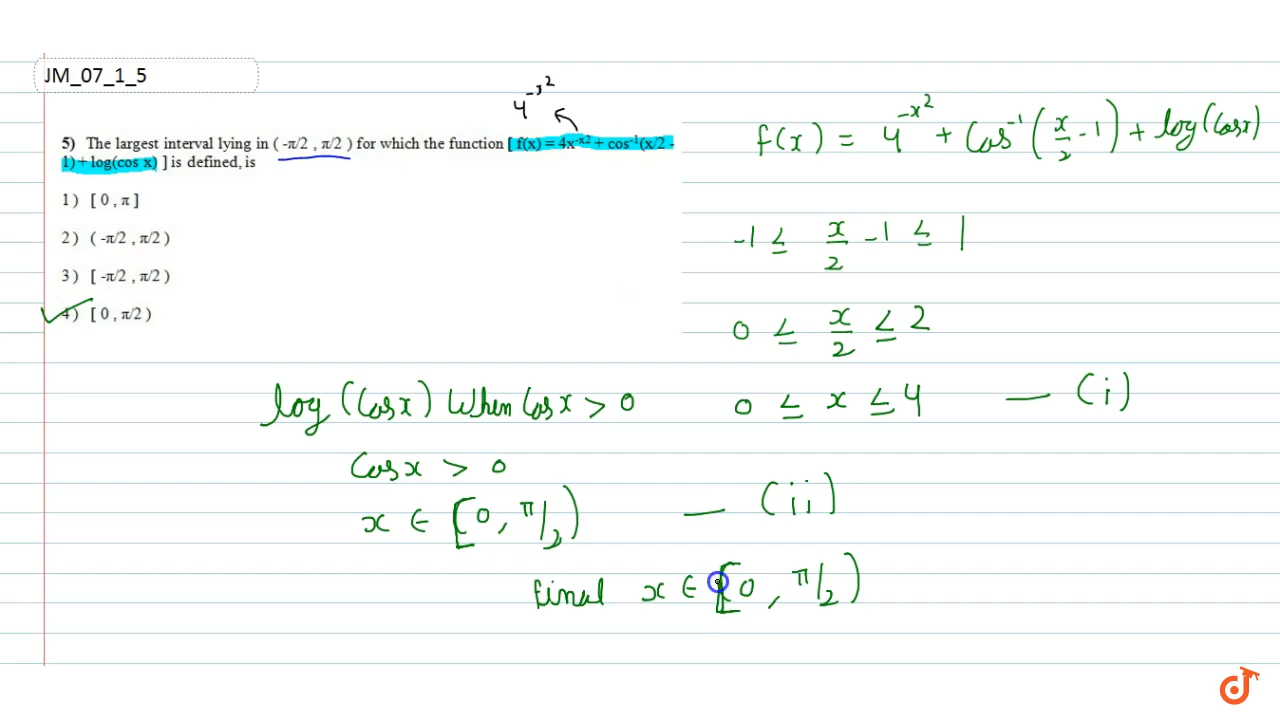 JM_07_1_5
4^{-x^2}
5) The largest interval lying in ( -π/2 , π/2 ) for which the function [ f(x) = 4x^{-x2} + cos^{-1}(x/2 -
1) + log(cos x) ] is defined, is
1) [ 0 , π ]
2) ( -π/2 , π/2 )
3) [ -π/2 , π/2 )
4) [ 0 , π/2 )
f(x) = 4^{-x^2} + Cos^{-1} (x/2 - 1) + log(Cosx)
-1 ≤ x/2 - 1 ≤ 1
0 ≤ x/2 ≤ 2
0 ≤ x ≤ 4 — (i)
log (Cosx) When Cosx > 0
Cosx > 0
x ∈ [0, π/2) — (ii)
final x ∈ [0, π/2)